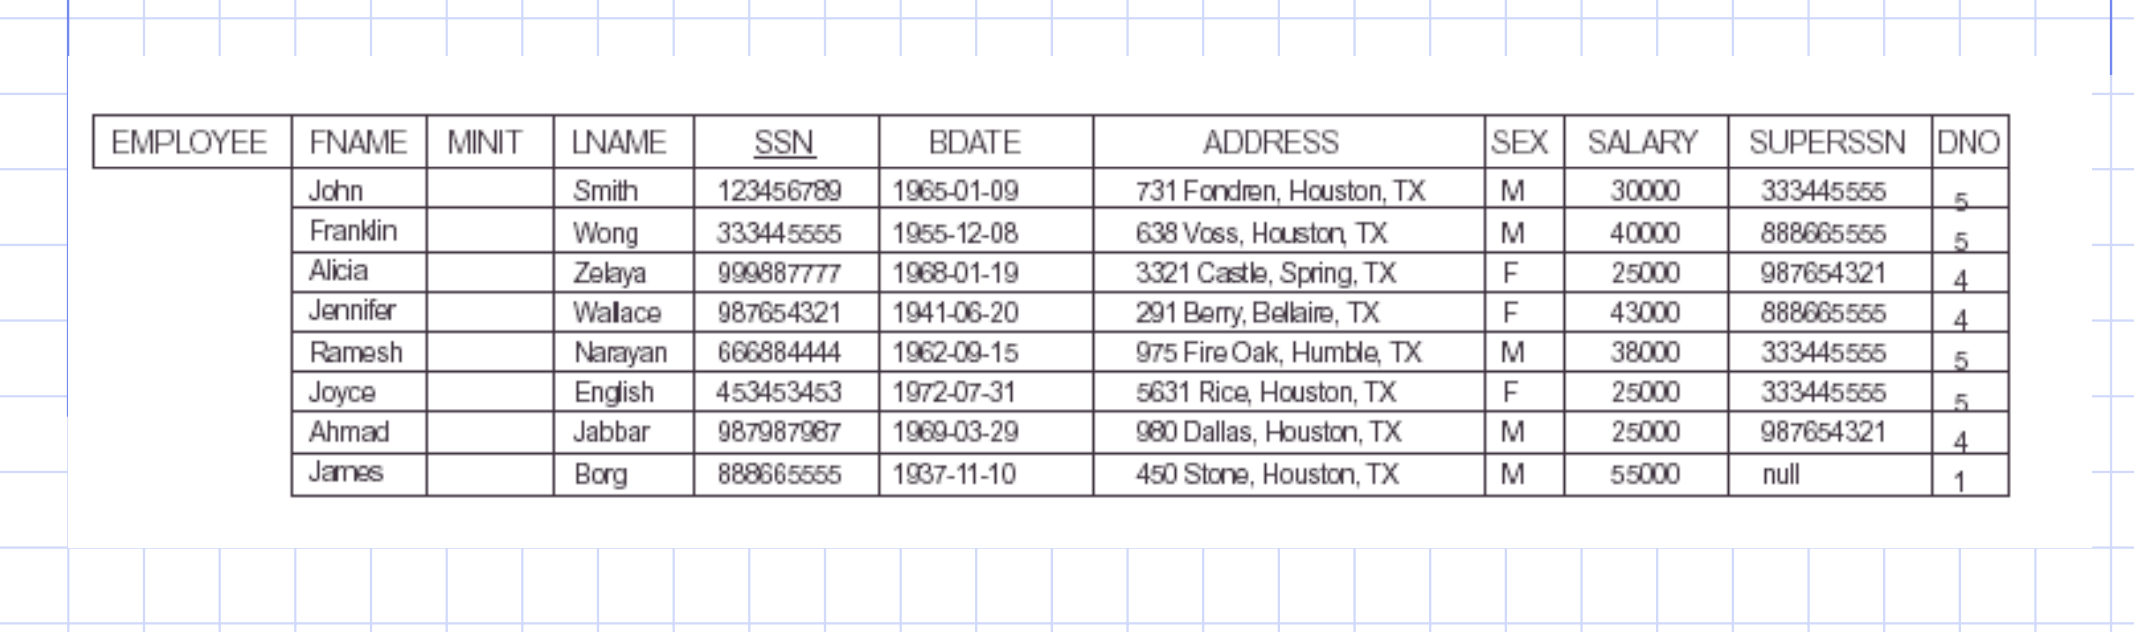 EMPLOYEE FNAME MINIT LNAME SSN BDATE ADDRESS SEX SALARY SUPERSSN DNO
John Smith 123456789 1965-01-09 731 Fondren, Houston, TX M 30000 333445555 5
Franklin Wong 333445555 1955-12-08 638 Voss, Houston, TX M 40000 888665555 5
Alicia Zelaya 999887777 1968-01-19 3321 Castle, Spring, TX F 25000 987654321 4
Jennifer Wallace 987654321 1941-06-20 291 Berry, Bellaire, TX F 43000 888665555 4
Ramesh Narayan 666884444 1962-09-15 975 Fire Oak, Humble, TX M 38000 333445555 5
Joyce English 453453453 1972-07-31 5631 Rice, Houston, TX F 25000 333445555 5
Ahmad Jabbar 987987987 1969-03-29 980 Dallas, Houston, TX M 25000 987654321 4
James Borg 888665555 1937-11-10 450 Stone, Houston, TX M 55000 null 1